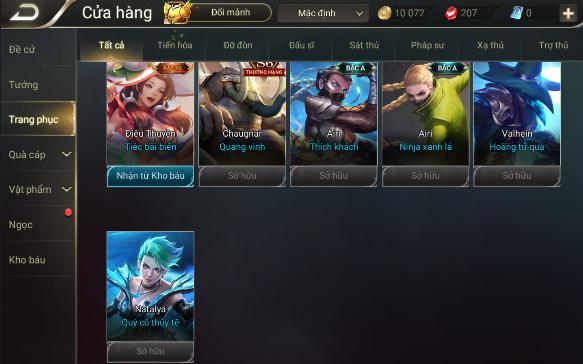 Cửa hàng
Đổi mảnh
Mặc định
10 072
207
0
Đề cử
Tất cả
Tiến hóa
Đỡ đòn
Đấu sĩ
Sát thủ
Pháp sư
Xạ thủ
Trợ thủ
Tướng
Trang phục
Quà cáp
Vật phẩm
Ngọc
Kho báu
THƯỞNG HẠNG
BẬC A
BẬC A
Điêu Thuyền
Tiệc bãi biển
Nhận từ Kho báu
Chaugnar
Quang vinh
Sở hữu
Airi
Thích khách
Sở hữu
Airi
Ninja xanh lá
Sở hữu
Valhein
Hoàng tử quạ
Sở hữu
Natalya
Quý cô thủy tề
Sở hữu